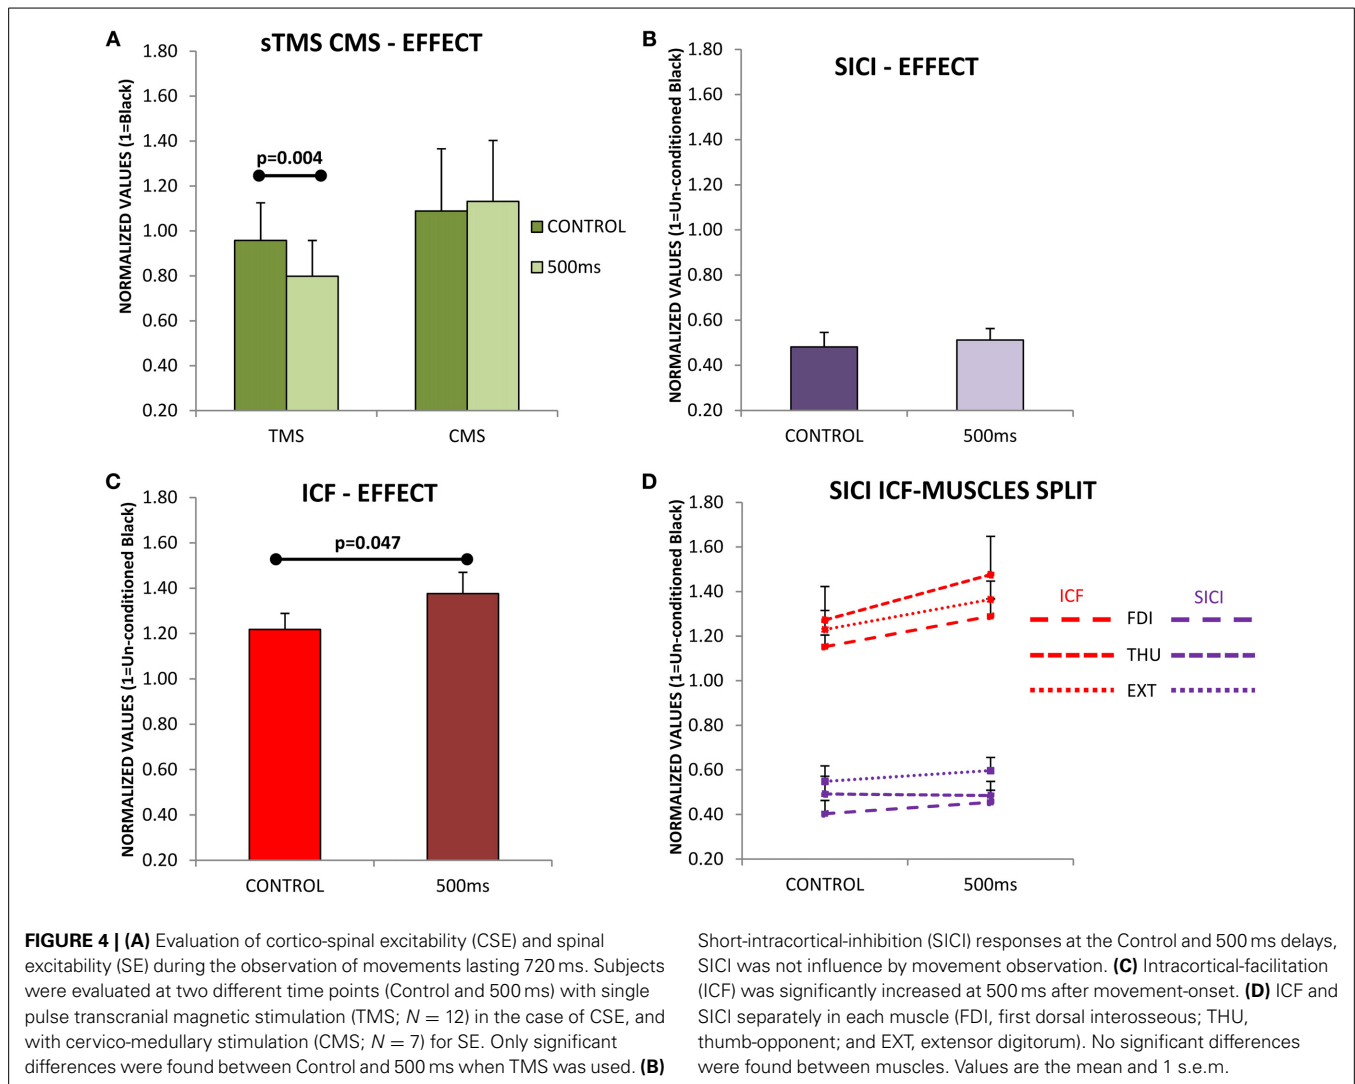 A
sTMS CMS - EFFECT
NORMALIZED VALUES (1=Black)
1.80
1.60
1.40
1.20
1.00
0.80
0.60
0.40
0.20
p=0.004
CONTROL
500ms
TMS
CMS
B
SICI - EFFECT
NORMALIZED VALUES (1=Un-conditioned Black)
1.80
1.60
1.40
1.20
1.00
0.80
0.60
0.40
0.20
CONTROL
500ms
C
ICF - EFFECT
NORMALIZED VALUES (1=Un-conditioned Black)
1.80
1.60
1.40
1.20
1.00
0.80
0.60
0.40
0.20
p=0.047
CONTROL
500ms
D
SICI ICF-MUSCLES SPLIT
NORMALIZED VALUES (1=Un-conditioned Black)
1.80
1.60
1.40
1.20
1.00
0.80
0.60
0.40
0.20
ICF
SICI
FDI
THU
EXT
CONTROL
500ms
FIGURE 4 | (A) Evaluation of cortico-spinal excitability (CSE) and spinal
excitability (SE) during the observation of movements lasting 720 ms. Subjects
were evaluated at two different time points (Control and 500 ms) with single
pulse transcranial magnetic stimulation (TMS; N = 12) in the case of CSE, and
with cervico-medullary stimulation (CMS; N = 7) for SE. Only significant
differences were found between Control and 500 ms when TMS was used. (B)
Short-intracortical-inhibition (SICI) responses at the Control and 500 ms delays,
SICI was not influence by movement observation. (C) Intracortical-facilitation
(ICF) was significantly increased at 500 ms after movement-onset. (D) ICF and
SICI separately in each muscle (FDI, first dorsal interosseous; THU,
thumb-opponent; and EXT, extensor digitorum). No significant differences
were found between muscles. Values are the mean and 1 s.e.m.